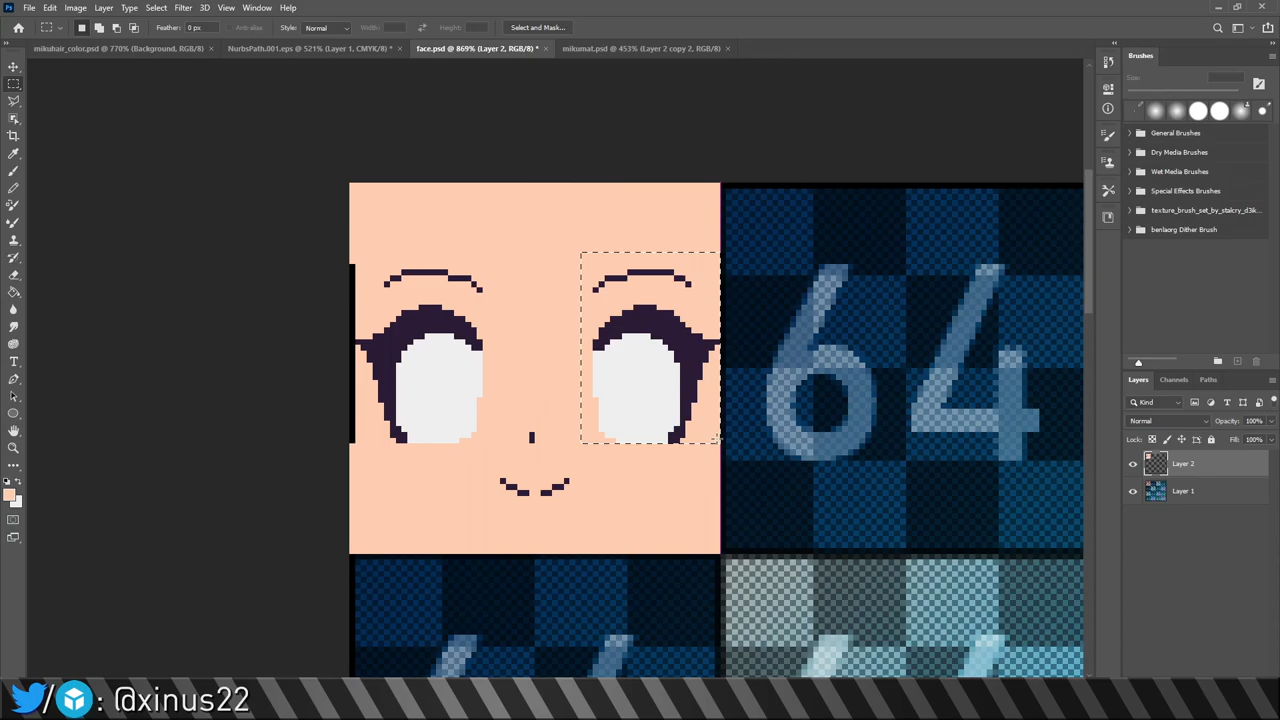 File Edit Image Layer Type Select Filter 3D View Window Help
Feather: 0 px Anti-alias Style: Normal Width: Height: Select and Mask...
mikuhair_color.psd @ 770% (Background, RGB/8) × NurbsPath.001.eps @ 521% (Layer 1, CMYK/8) * × face.psd @ 869% (Layer 2, RGB/8) * × mikumat.psd @ 453% (Layer 2 copy 2, RGB/8) ×
Brushes
Size:
General Brushes
Dry Media Brushes
Wet Media Brushes
Special Effects Brushes
texture_brush_set_by_stalcry_d3k...
benlaorg Dither Brush
64
Layers Channels Paths
Kind
Normal Opacity: 100%
Lock: Fill: 100%
Layer 2
Layer 1
/ : @xinus22